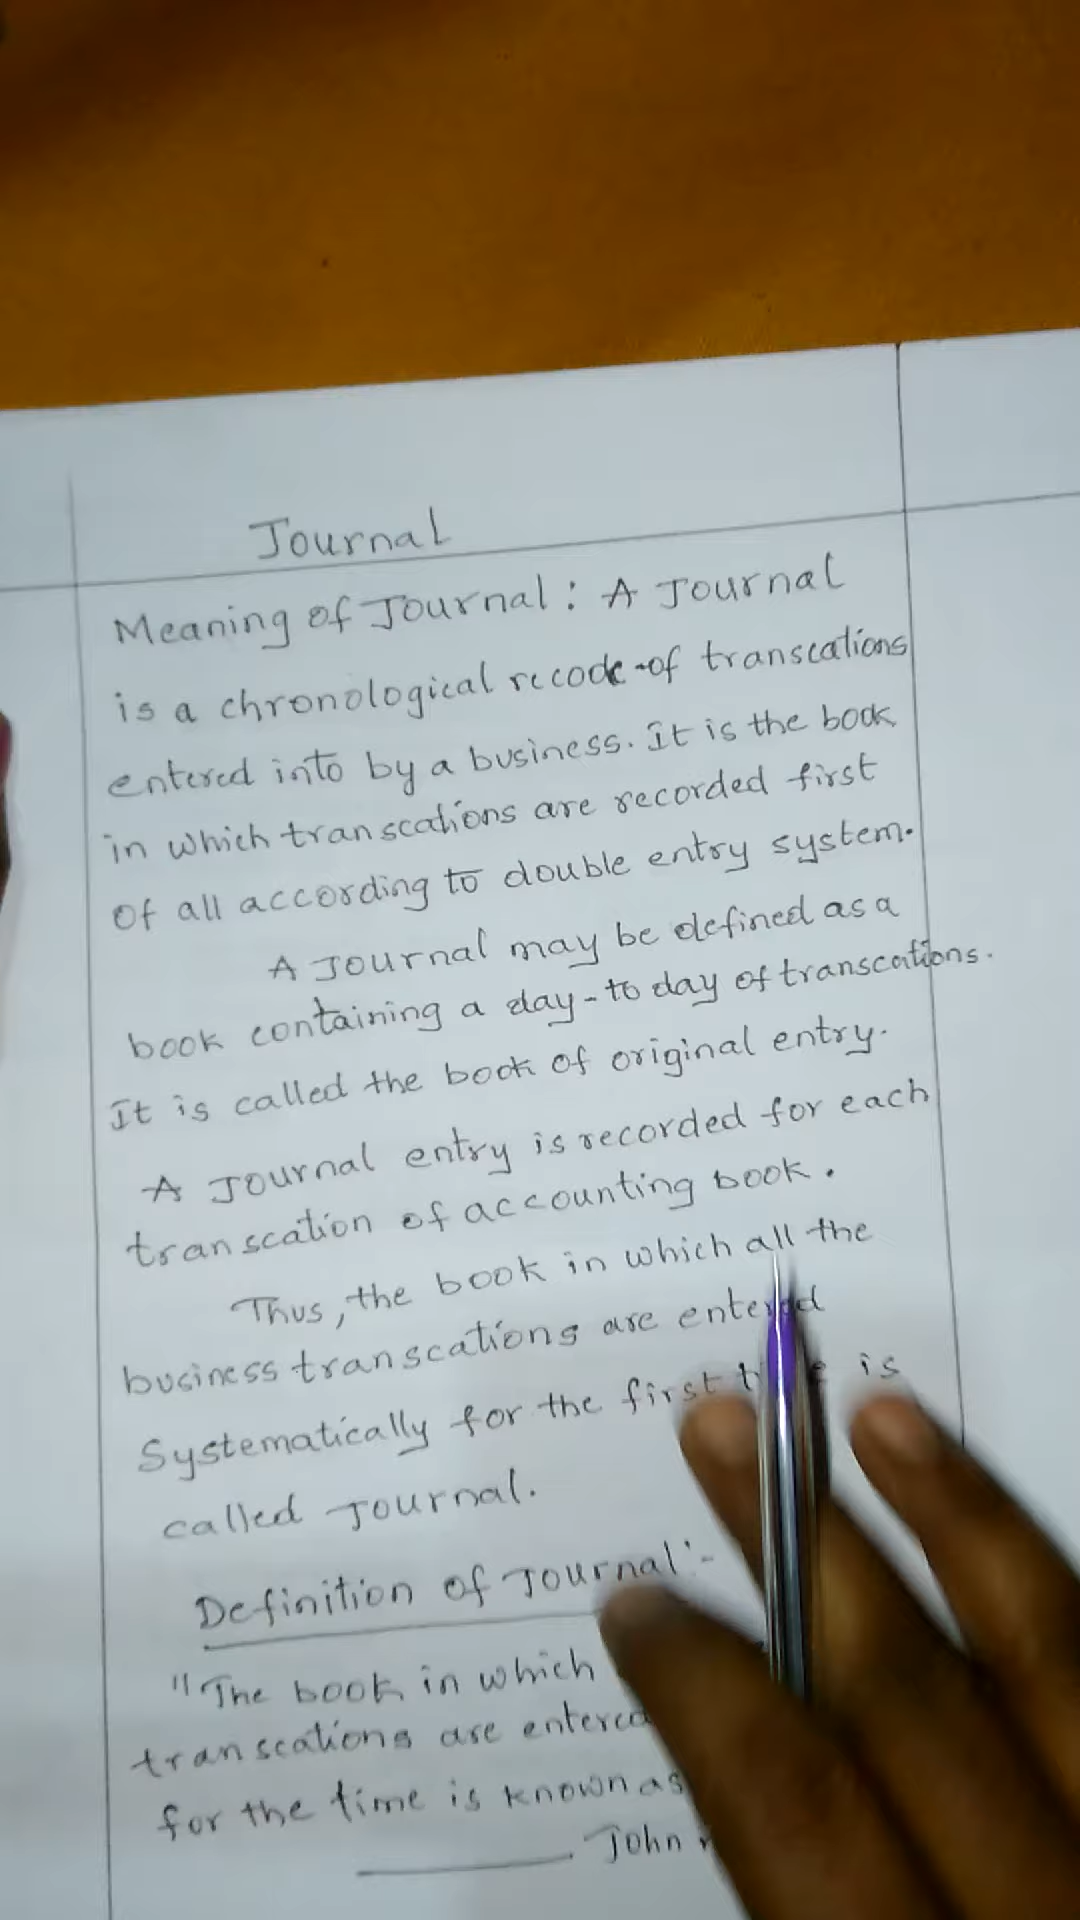 Journal
Meaning of Journal: A Journal
is a chronological recode of transcations
entered into by a business. It is the book
in which transcations are recorded first
of all according to double entry system.
A Journal may be defined as a
book containing a day-to day of transcations.
It is called the book of original entry.
A Journal entry is recorded for each
transcation of accounting book.
Thus, the book in which all the
business transcations are entered
Systematically for the first is
called Journal.
Definition of Journal:-
"The book in which
transcations are entered
for the time is known as
John